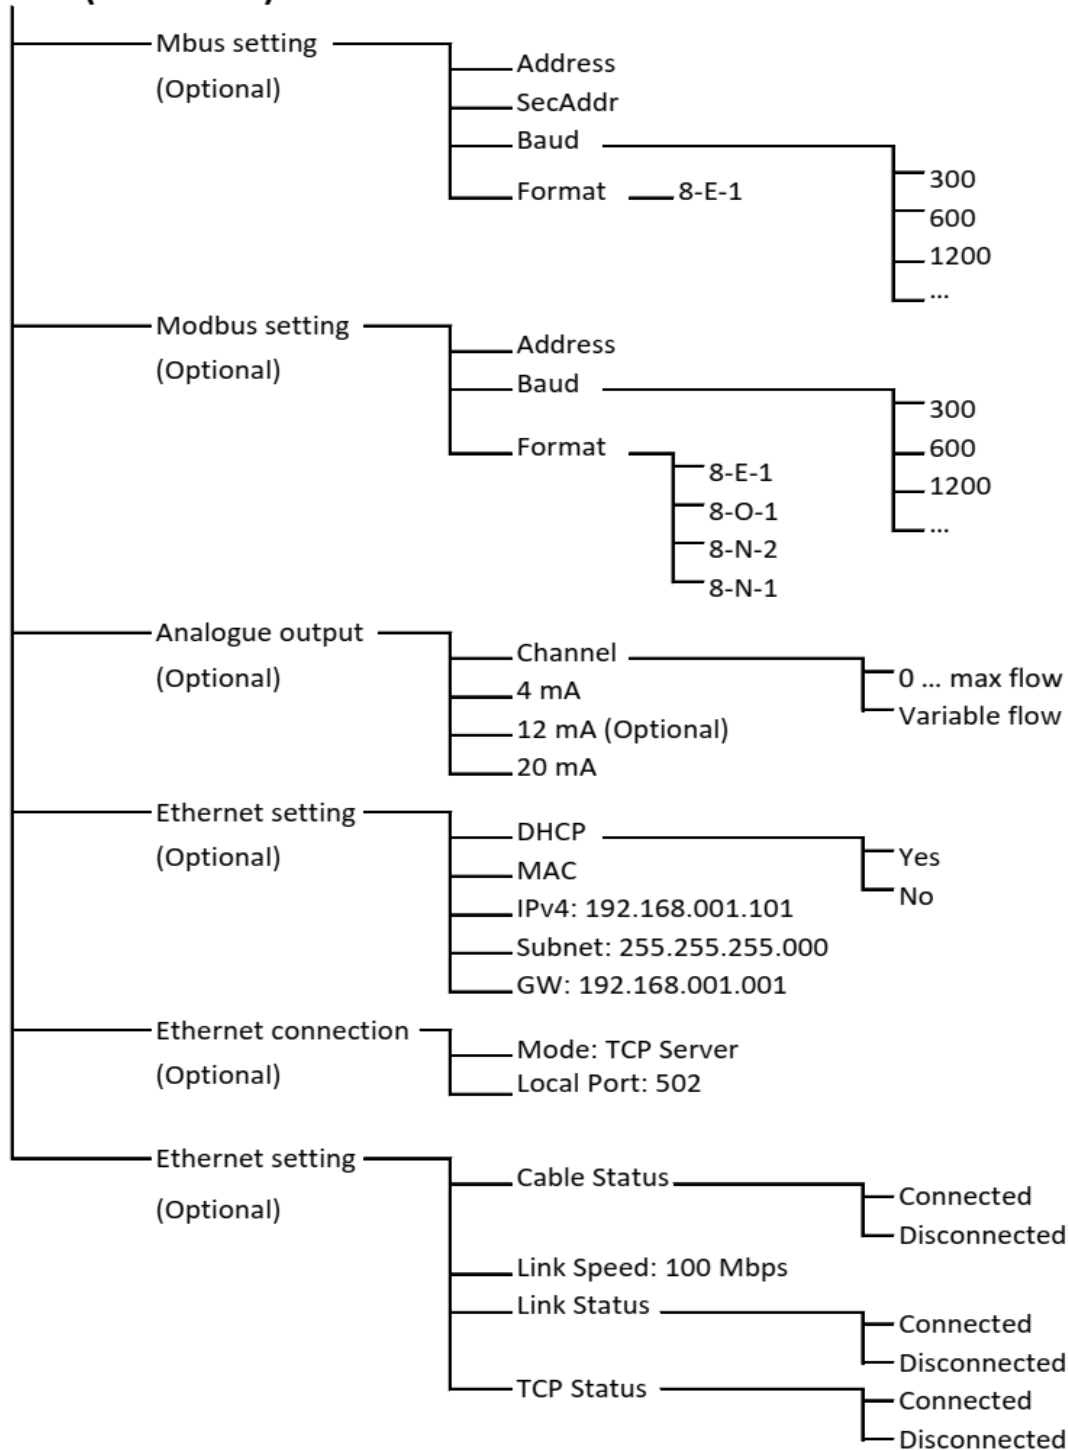 Mbus setting
(Optional)
Address
SecAddr
Baud
300
600
1200
...
Format
8-E-1
Modbus setting
(Optional)
Address
Baud
300
600
1200
...
Format
8-E-1
8-O-1
8-N-2
8-N-1
Analogue output
(Optional)
Channel
0 ... max flow
Variable flow
4 mA
12 mA (Optional)
20 mA
Ethernet setting
(Optional)
DHCP
Yes
No
MAC
IPv4: 192.168.001.101
Subnet: 255.255.255.000
GW: 192.168.001.001
Ethernet connection
(Optional)
Mode: TCP Server
Local Port: 502
Ethernet setting
(Optional)
Cable Status
Connected
Disconnected
Link Speed: 100 Mbps
Link Status
Connected
Disconnected
TCP Status
Connected
Disconnected